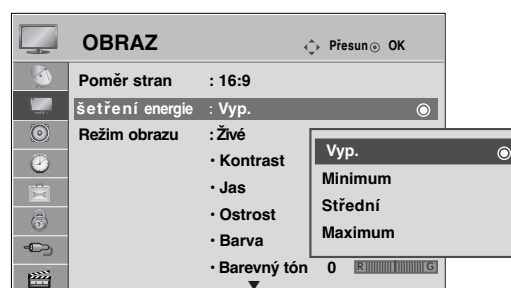 OBRAZ Přesun OK
Poměr stran : 16:9
šetření energie : Vyp.
Režim obrazu : Živé
• Kontrast
• Jas
• Ostrost
• Barva
• Barevný tón 0 R G
Vyp.
Minimum
Střední
Maximum